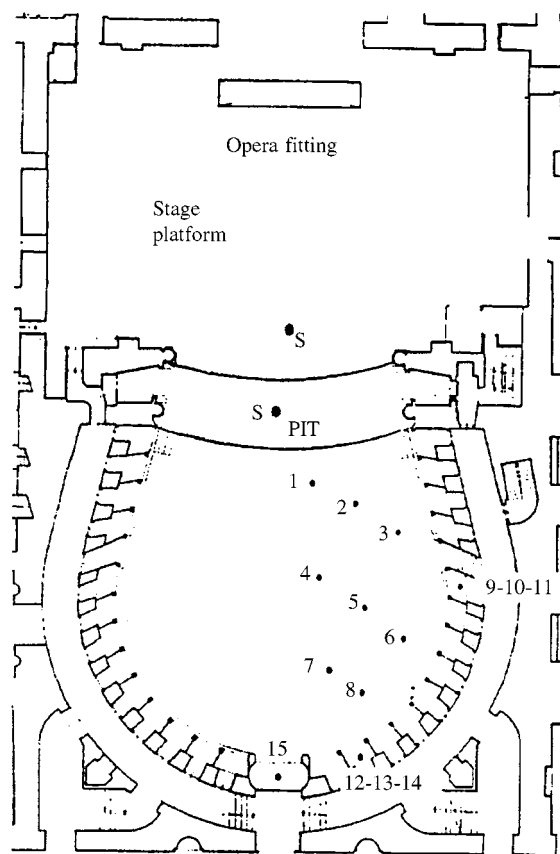 Opera fitting
Stage
platform
S
S
PIT
1
2
3
4
9-10-11
5
6
7
8
15
12-13-14